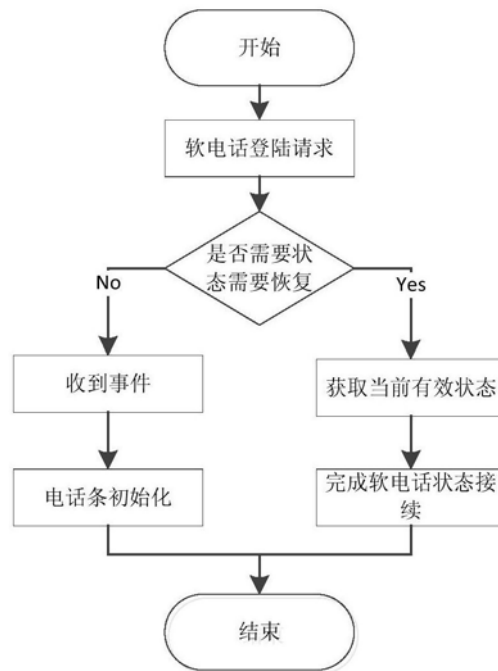 开始
软电话登陆请求
是否需要状
态需要恢复
No
Yes
收到事件
获取当前有效状态
电话条初始化
完成软电话状态接
续
结束